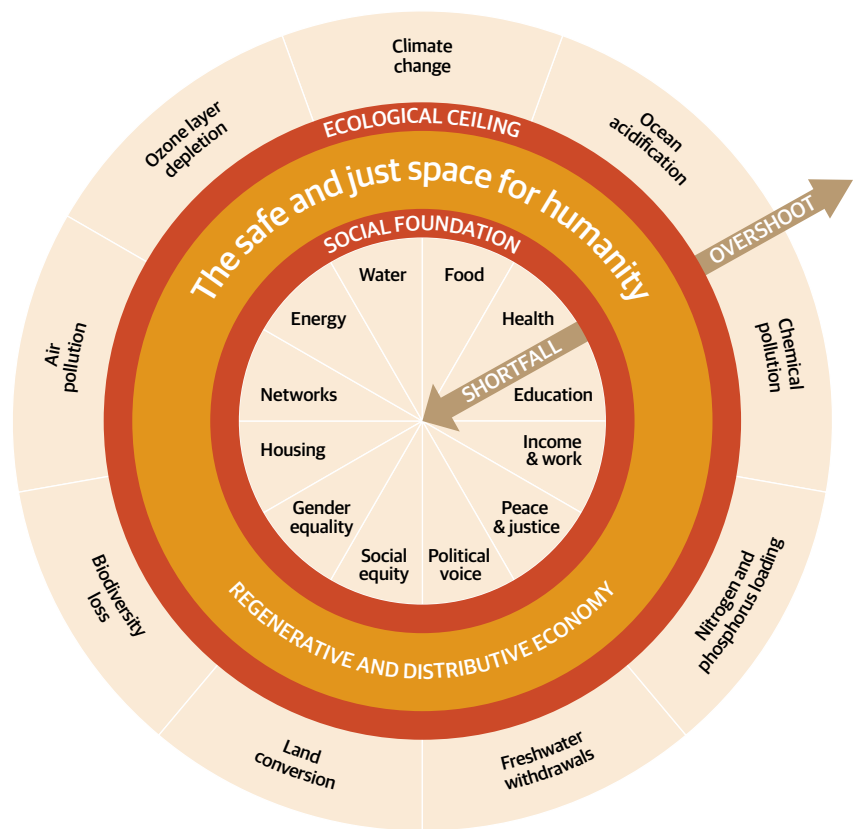 Climate
change
Ocean
acidification
Chemical
pollution
Nitrogen and
phosphorus loading
Freshwater
withdrawals
Land
conversion
Biodiversity
loss
Air
pollution
Ozone layer
depletion
ECOLOGICAL CEILING
The safe and just space for humanity
SOCIAL FOUNDATION
OVERSHOOT
Water
Food
Energy
Health
SHORTFALL
Networks
Education
Housing
Income
& work
Gender
equality
Peace
& justice
Social
equity
Political
voice
REGENERATIVE AND DISTRIBUTIVE ECONOMY